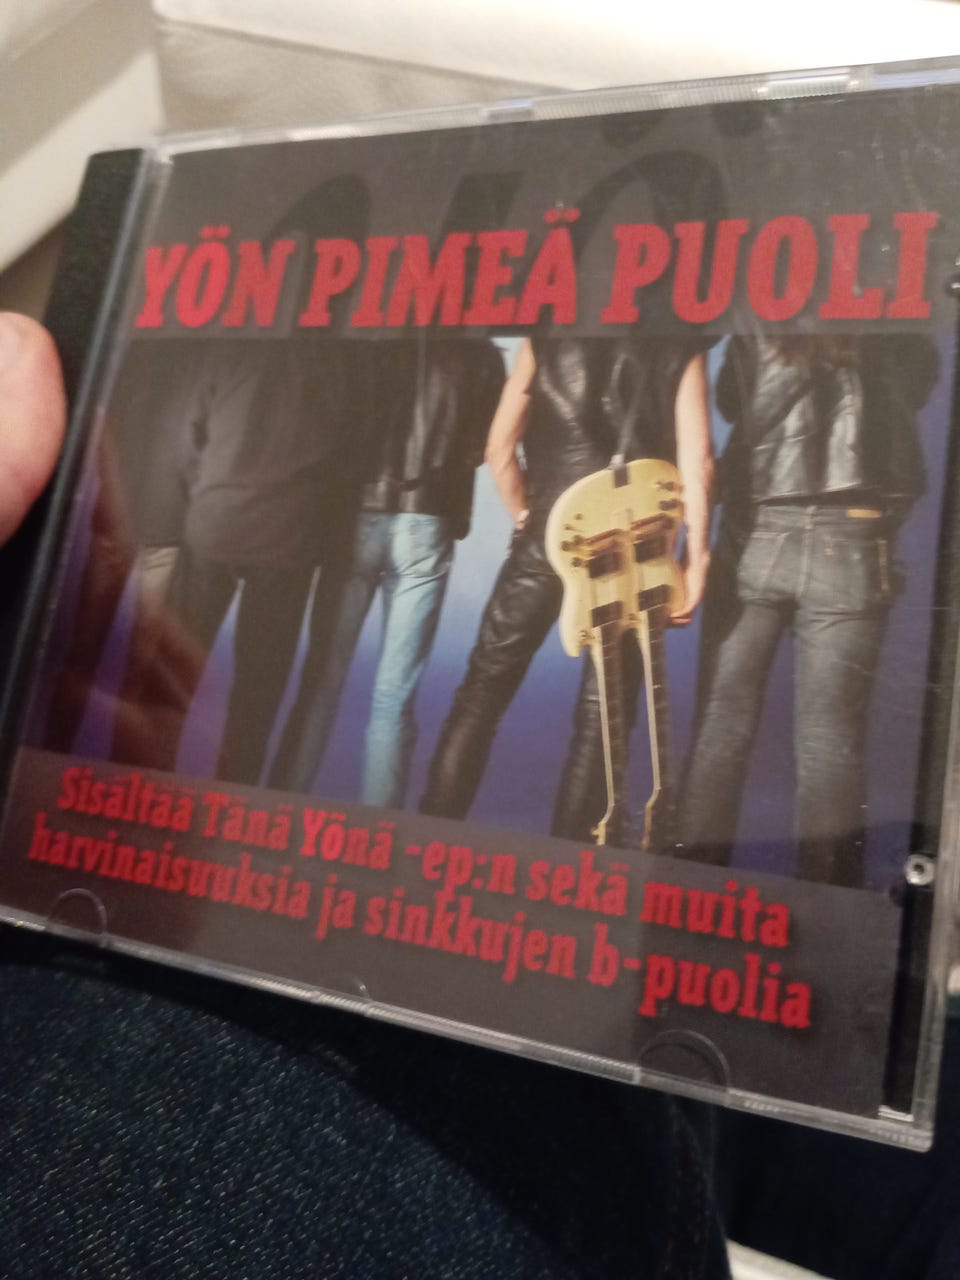 YÖN PIMEÄ PUOLI
Sisältää Tänä Yönä -ep:n sekä muita
harvinaisuuksia ja sinkkujen b-puolia